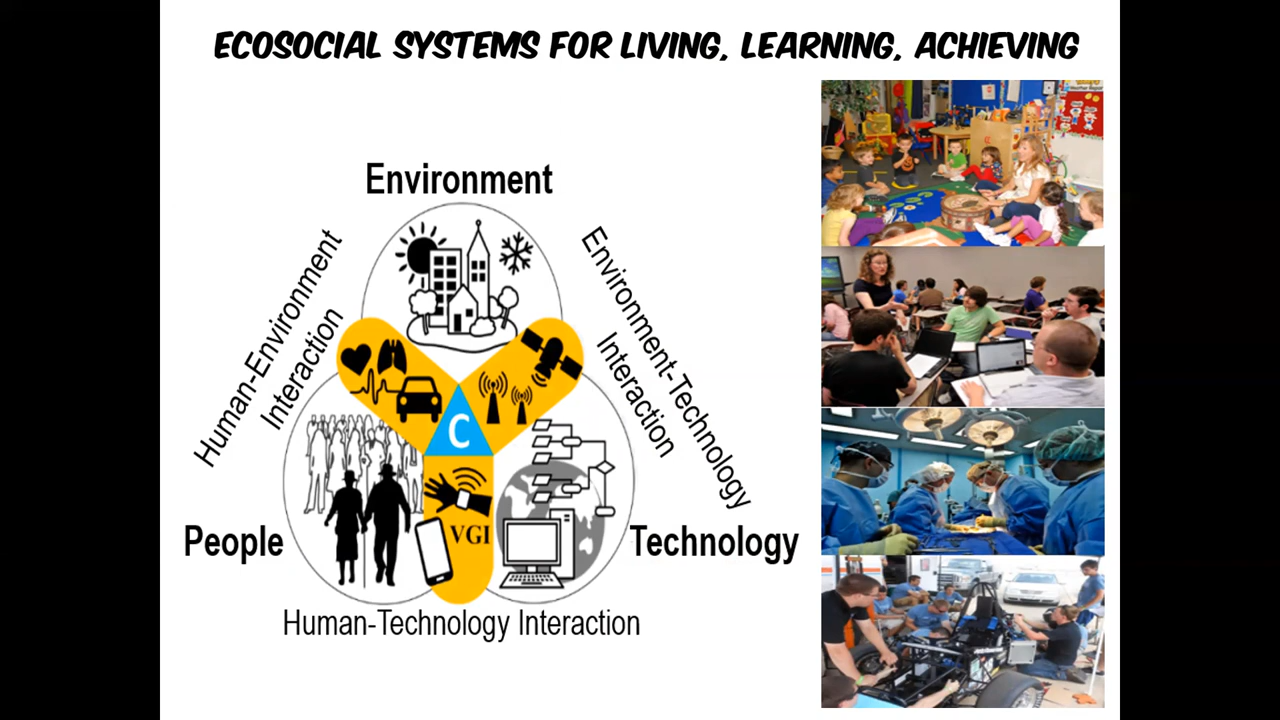 ECOSOCIAL SYSTEMS FOR LIVING, LEARNING, ACHIEVING
Environment
Human-Environment
Interaction
Environment-Technology
Interaction
C
VGI
People
Technology
Human-Technology Interaction